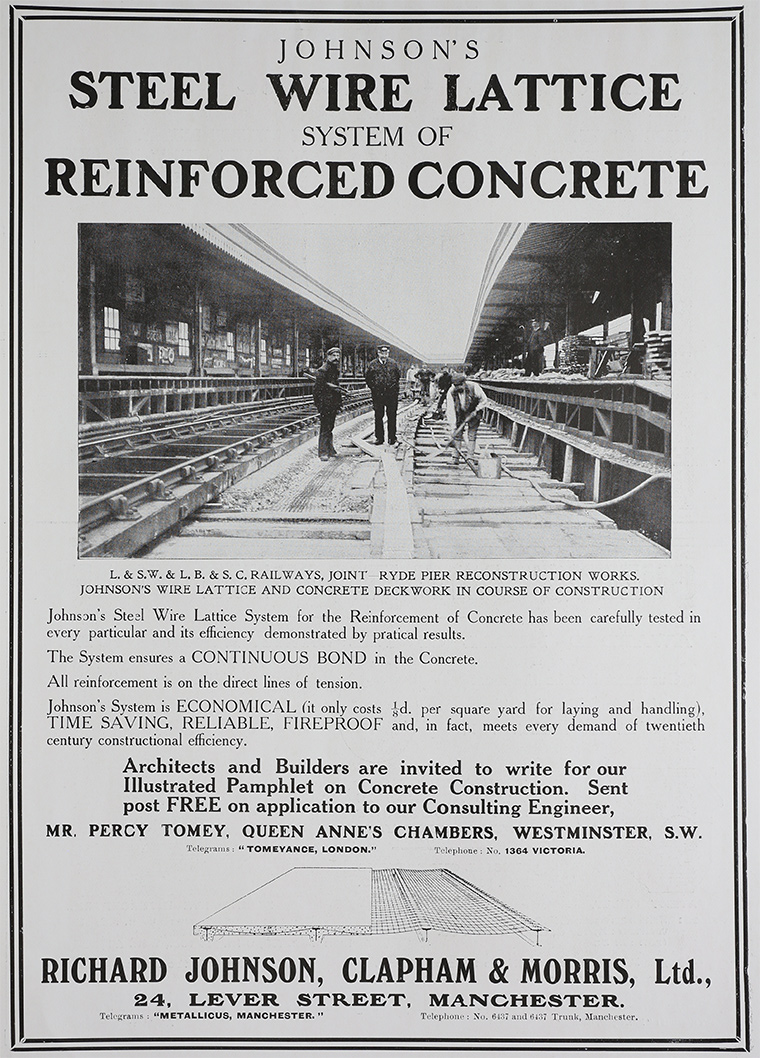 JOHNSON'S
STEEL WIRE LATTICE
SYSTEM OF
REINFORCED CONCRETE
L. & S.W. & L. B. & S. C. RAILWAYS, JOINT RYDE PIER RECONSTRUCTION WORKS.
JOHNSON'S WIRE LATTICE AND CONCRETE DECKWORK IN COURSE OF CONSTRUCTION
Johnson's Steel Wire Lattice System for the Reinforcement of Concrete has been carefully tested in
every particular and its efficiency demonstrated by pratical results.
The System ensures a CONTINUOUS BOND in the Concrete.
All reinforcement is on the direct lines of tension.
Johnson's System is ECONOMICAL (it only costs ⅛d. per square yard for laying and handling),
TIME SAVING, RELIABLE, FIREPROOF and, in fact, meets every demand of twentieth
century constructional efficiency.
Architects and Builders are invited to write for our
Illustrated Pamphlet on Concrete Construction. Sent
post FREE on application to our Consulting Engineer,
MR. PERCY TOMEY, QUEEN ANNE'S CHAMBERS, WESTMINSTER, S.W.
Telegrams: "TOMEYANCE, LONDON." Telephone: No. 1364 VICTORIA.
RICHARD JOHNSON, CLAPHAM & MORRIS, Ltd.,
24, LEVER STREET, MANCHESTER.
Telegrams: "METALLICUS, MANCHESTER." Telephone: No. 6437 and 6437 Trunk, Manchester.